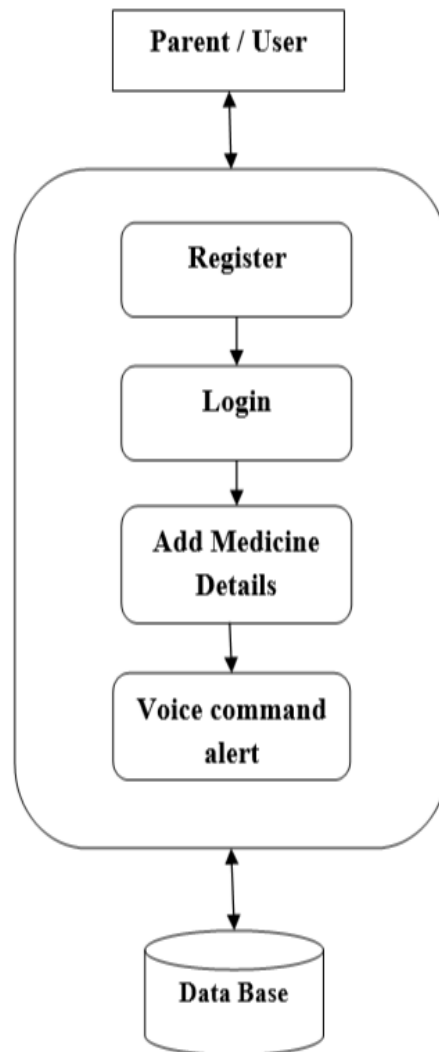 Parent / User
Register
Login
Add Medicine
Details
Voice command
alert
Data Base